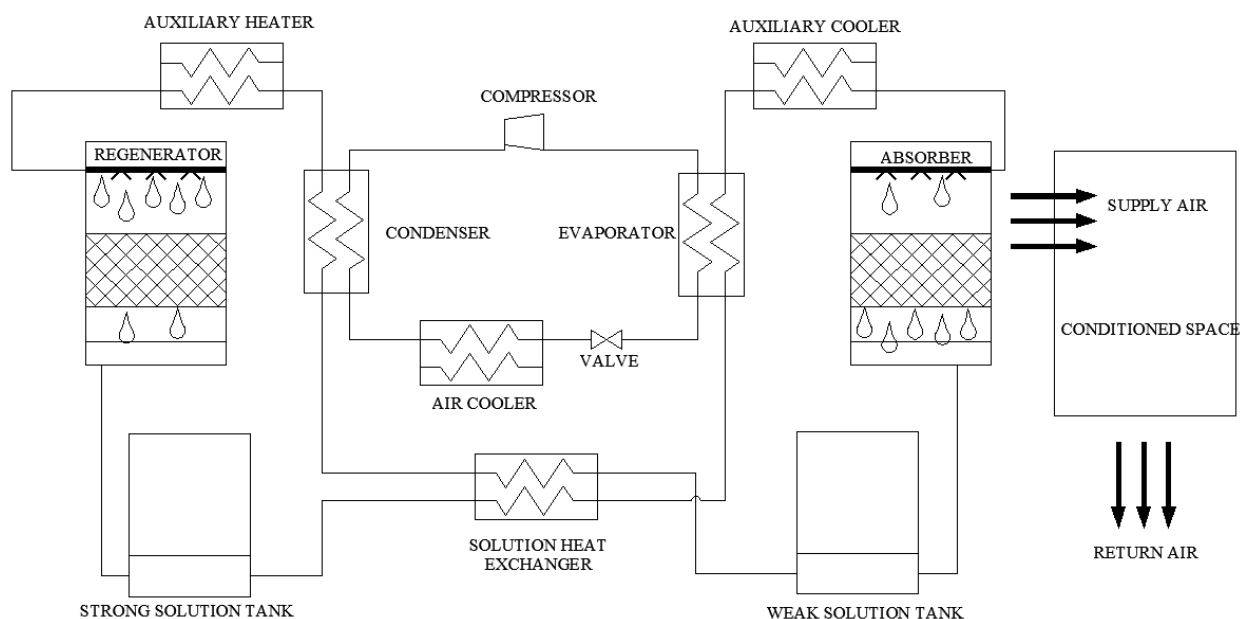 AUXILIARY HEATER
AUXILIARY COOLER
COMPRESSOR
REGENERATOR
ABSORBER
SUPPLY AIR
CONDENSER
EVAPORATOR
CONDITIONED SPACE
VALVE
AIR COOLER
SOLUTION HEAT
EXCHANGER
RETURN AIR
STRONG SOLUTION TANK
WEAK SOLUTION TANK